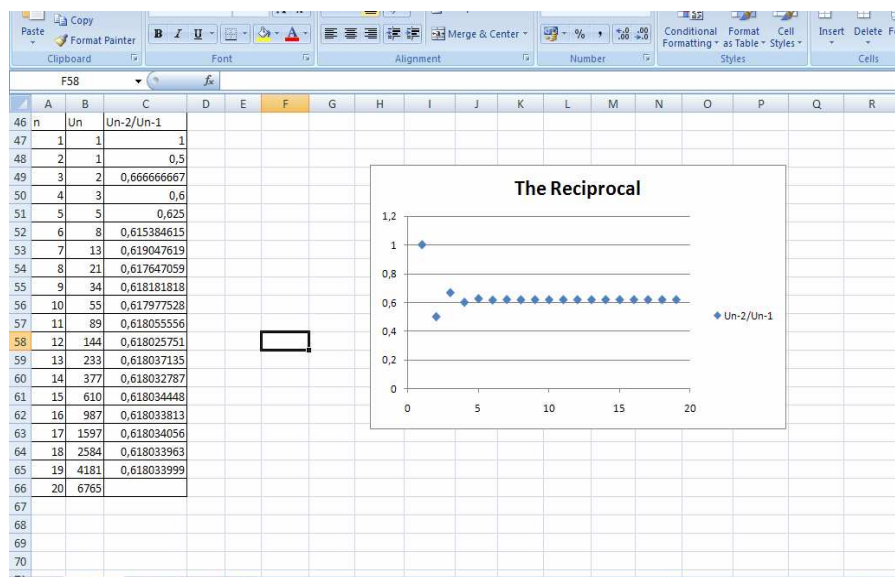 Copy
Paste
Format Painter
B I U A
Merge & Center
% , ,00
Conditional Formatting
Format as Table
Cell Styles
Insert Delete
Clipboard Font Alignment Number Styles Cells
F58 fx
A B C D E F G H I J K L M N O P Q R
46 n Un Un-2/Un-1
47 1 1 1
48 2 1 0,5
49 3 2 0,666666667
50 4 3 0,6
51 5 5 0,625
52 6 8 0,615384615
53 7 13 0,619047619
54 8 21 0,617647059
55 9 34 0,618181818
56 10 55 0,617977528
57 11 89 0,618055556
58 12 144 0,618025751
59 13 233 0,618037135
60 14 377 0,618032787
61 15 610 0,618034448
62 16 987 0,618033813
63 17 1597 0,618034056
64 18 2584 0,618033963
65 19 4181 0,618033999
66 20 6765
67
68
69
70
The Reciprocal
1,2
1
0,8
0,6
0,4
0,2
0
0 5 10 15 20
Un-2/Un-1